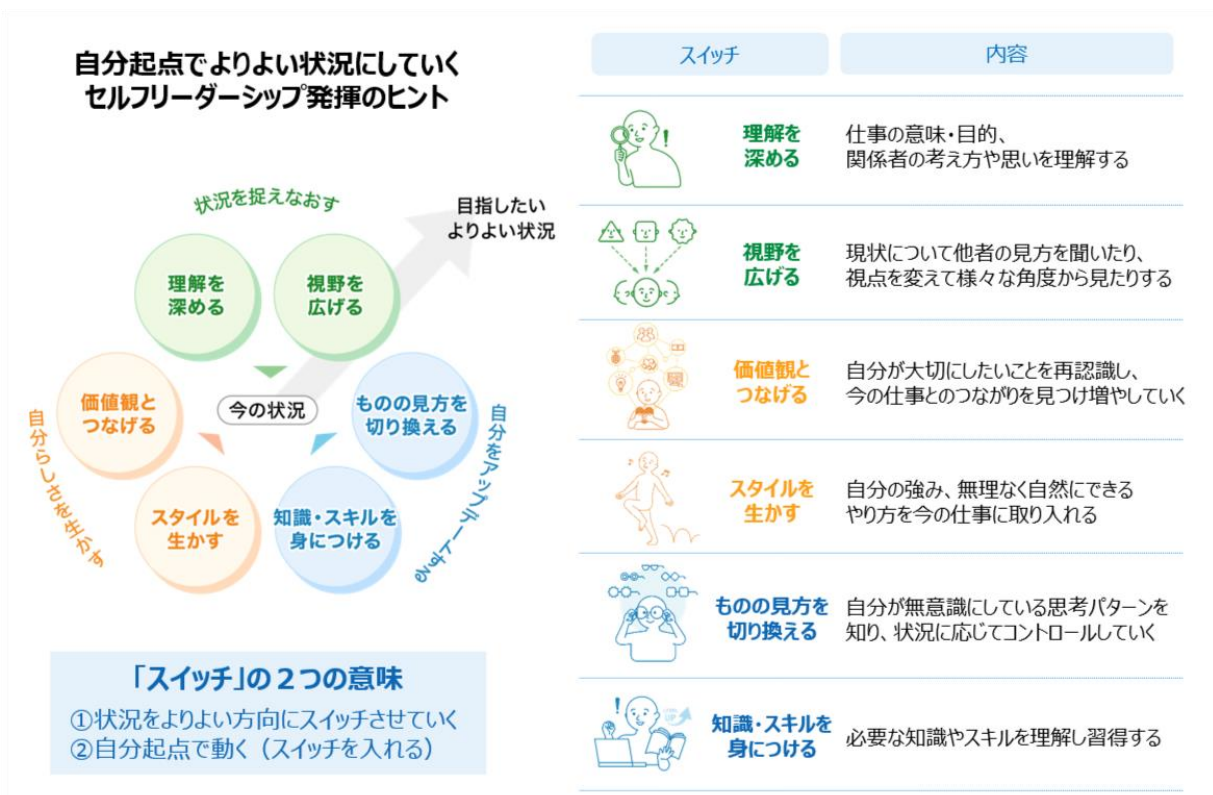 自分起点でよりよい状況にしていく
セルフリーダーシップ発揮のヒント
状況を捉えなおす
目指したい
よりよい状況
理解を
深める
視野を
広げる
価値観と
つなげる
今の状況
ものの見方を
切り換える
スタイルを
生かす
知識・スキルを
身につける
自分らしさを生かす
自分をアップデートする
「スイッチ」の2つの意味
①状況をよりよい方向にスイッチさせていく
②自分起点で動く（スイッチを入れる）
スイッチ
内容
理解を
深める
仕事の意味・目的、
関係者の考え方や思いを理解する
視野を
広げる
現状について他者の見方を聞いたり、
視点を変えて様々な角度から見たりする
価値観と
つなげる
自分が大切にしたいことを再認識し、
今の仕事とのつながりを見つけ増やしていく
スタイルを
生かす
自分の強み、無理なく自然にできる
やり方を今の仕事に取り入れる
ものの見方を
切り換える
自分が無意識にしている思考パターンを
知り、状況に応じてコントロールしていく
知識・スキルを
身につける
必要な知識やスキルを理解し習得する